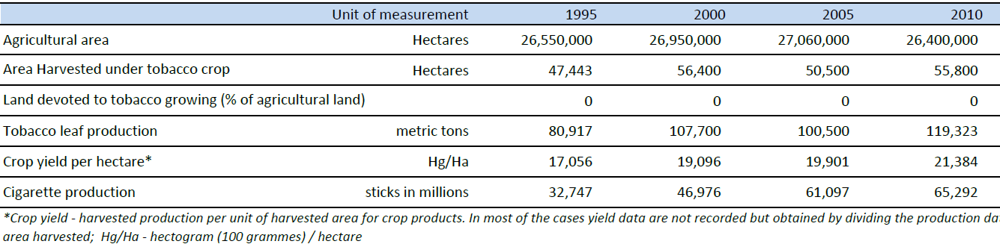 Unit of measurement 1995 2000 2005 2010
Agricultural area Hectares 26,550,000 26,950,000 27,060,000 26,400,000
Area Harvested under tobacco crop Hectares 47,443 56,400 50,500 55,800
Land devoted to tobacco growing (% of agricultural land) 0 0 0 0
Tobacco leaf production metric tons 80,917 107,700 100,500 119,323
Crop yield per hectare* Hg/Ha 17,056 19,096 19,901 21,384
Cigarette production sticks in millions 32,747 46,976 61,097 65,292
*Crop yield - harvested production per unit of harvested area for crop products. In most of the cases yield data are not recorded but obtained by dividing the production
area harvested; Hg/Ha - hectogram (100 grammes) / hectare